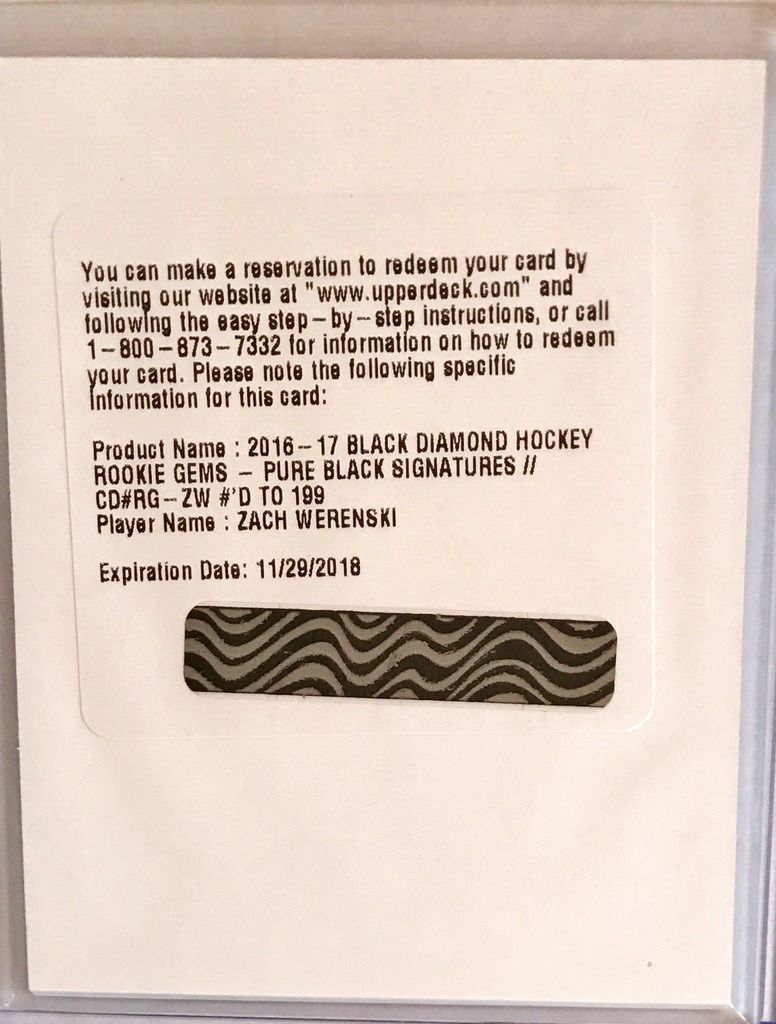 You can make a reservation to redeem your card by
visiting our website at "www.upperdeck.com" and
following the easy step-by-step instructions, or call
1-800-873-7332 for information on how to redeem
your card. Please note the following specific
information for this card:
Product Name : 2016-17 BLACK DIAMOND HOCKEY
ROOKIE GEMS - PURE BLACK SIGNATURES //
CD#RG-ZW #'D TO 199
Player Name : ZACH WERENSKI
Expiration Date: 11/29/2018